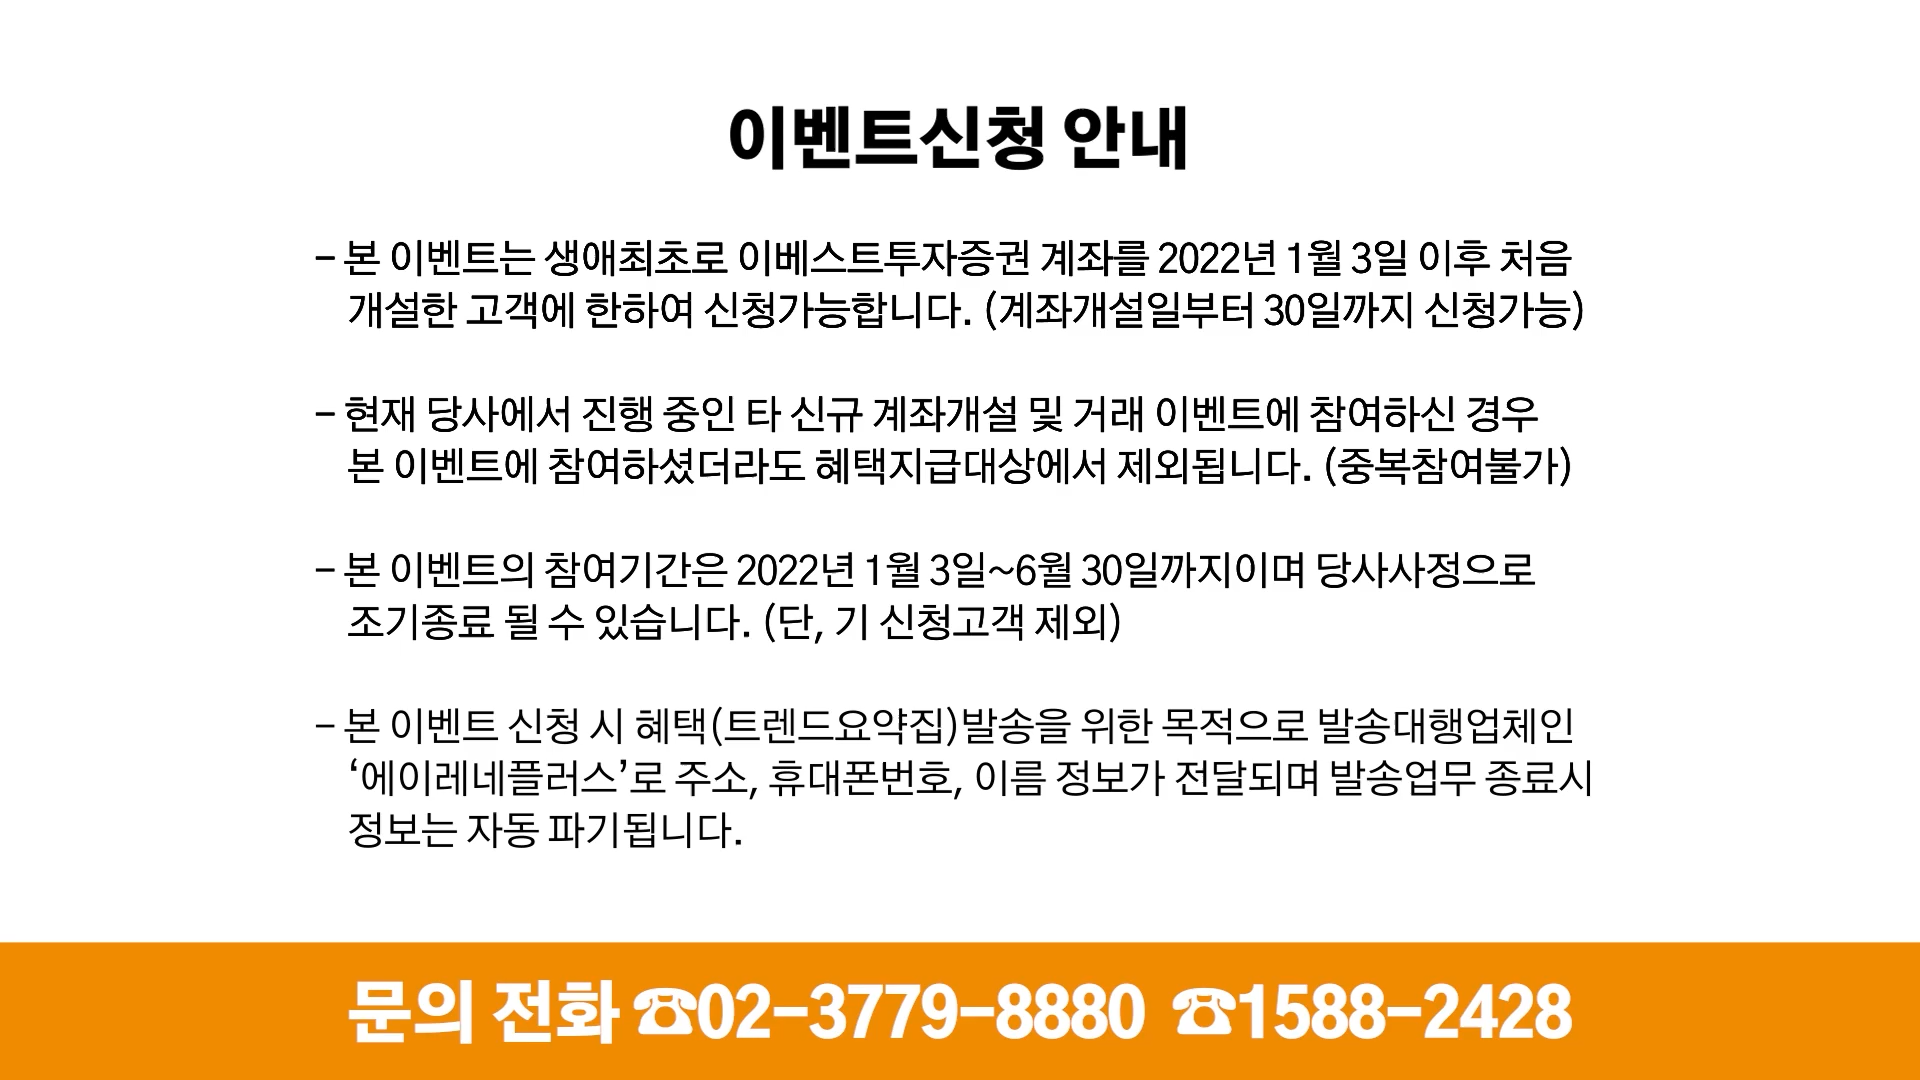 이벤트신청 안내
- 본 이벤트는 생애최초로 이베스트투자증권 계좌를 2022년 1월 3일 이후 처음
개설한 고객에 한하여 신청가능합니다. (계좌개설일부터 30일까지 신청가능)
- 현재 당사에서 진행 중인 타 신규 계좌개설 및 거래 이벤트에 참여하신 경우
본 이벤트에 참여하셨더라도 혜택지급대상에서 제외됩니다. (중복참여불가)
- 본 이벤트의 참여기간은 2022년 1월 3일~6월 30일까지이며 당사사정으로
조기종료 될 수 있습니다. (단, 기 신청고객 제외)
- 본 이벤트 신청 시 혜택(트렌드요약집)발송을 위한 목적으로 발송대행업체인
‘에이레네플러스’로 주소, 휴대폰번호, 이름 정보가 전달되며 발송업무 종료시
정보는 자동 파기됩니다.
문의 전화 ☎02-3779-8880 ☎1588-2428